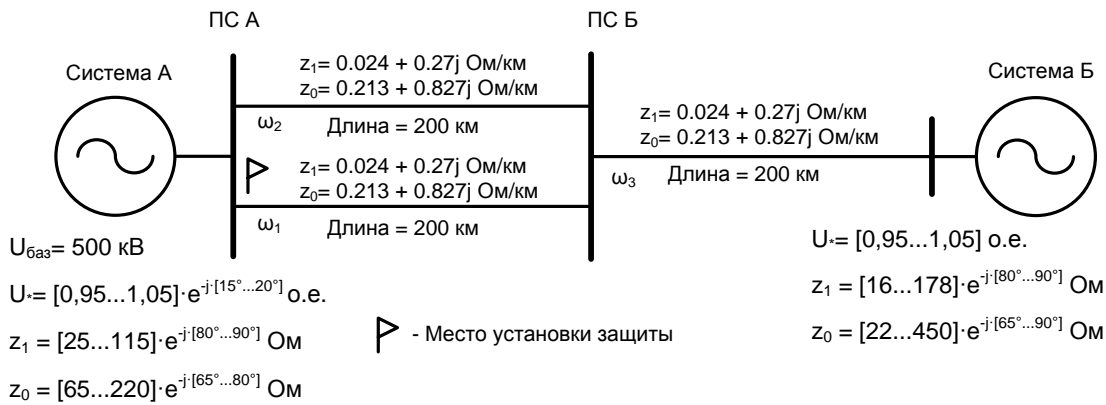 ПС А
ПС Б
Система А
Система Б
z₁= 0.024 + 0.27j Ом/км
z₀= 0.213 + 0.827j Ом/км
ω₂
Длина = 200 км
z₁= 0.024 + 0.27j Ом/км
z₀= 0.213 + 0.827j Ом/км
ω₁
Длина = 200 км
z₁= 0.024 + 0.27j Ом/км
z₀= 0.213 + 0.827j Ом/км
ω₃
Длина = 200 км
Uбаз= 500 кВ
U*= [0,95...1,05]·e^-j·[15°...20°] о.е.
z₁ = [25...115]·e^-j·[80°...90°] Ом
z₀ = [65...220]·e^-j·[65°...80°] Ом
- Место установки защиты
U*= [0,95...1,05] о.е.
z₁ = [16...178]·e^-j·[80°...90°] Ом
z₀ = [22...450]·e^-j·[65°...90°] Ом